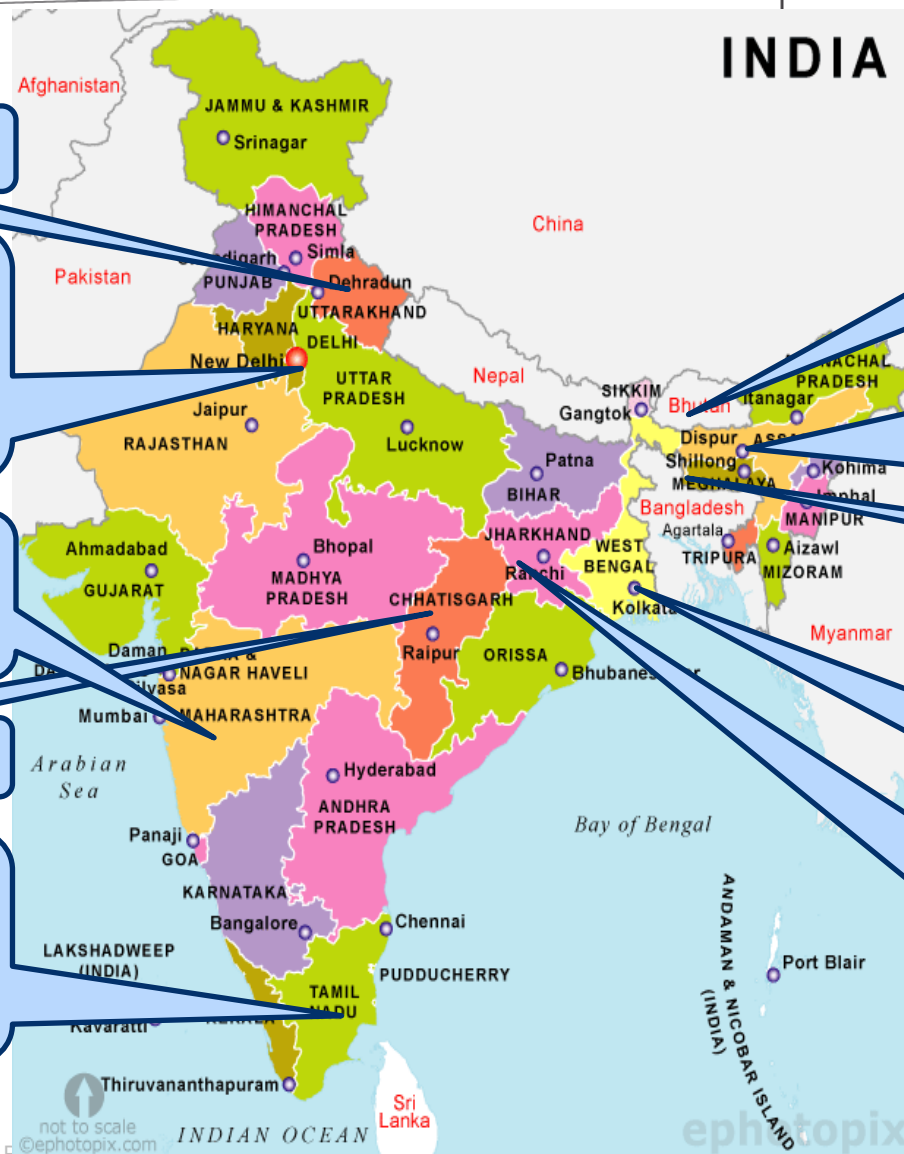 INDIA
Afghanistan
JAMMU & KASHMIR
Srinagar
China
HIMANCHAL
PRADESH
Simla
Pakistan
PUNJAB
Dehradun
UTTARAKHAND
HARYANA
DELHI
New Delhi
Nepal
UTTAR
PRADESH
SIKKIM
Gangtok
PRADESH
Itanagar
Jaipur
RAJASTHAN
Lucknow
Dispur
Shillong
MEGHALAYA
Kohima
Patna
BIHAR
Bangladesh
Imphal
MANIPUR
Agartala
TRIPURA
Aizawl
MIZORAM
JHARKHAND
Ranchi
WEST
BENGAL
Kolkata
Ahmadabad
GUJARAT
Bhopal
MADHYA
PRADESH
CHHATISGARH
Raipur
ORISSA
Myanmar
Daman
NAGAR HAVELI
Mumbai
MAHARASHTRA
Arabian
Sea
Hyderabad
ANDHRA
PRADESH
Bay of Bengal
Panaji
GOA
KARNATAKA
Bangalore
Chennai
LAKSHADWEEP
(INDIA)
PUDDUCHERRY
TAMIL
NADU
Kavaratti
ANDAMAN & NICOBAR ISLAND
(INDIA)
Port Blair
Thiruvananthapuram
Sri
Lanka
INDIAN OCEAN
not to scale
©ephotopix.com
ephotopix